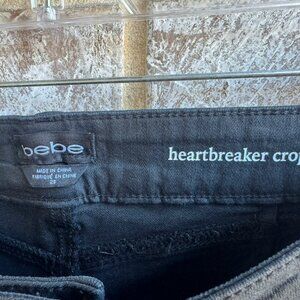 bebe
MADE IN CHINA
FABRIQUÉ EN CHINE
heartbreaker crop